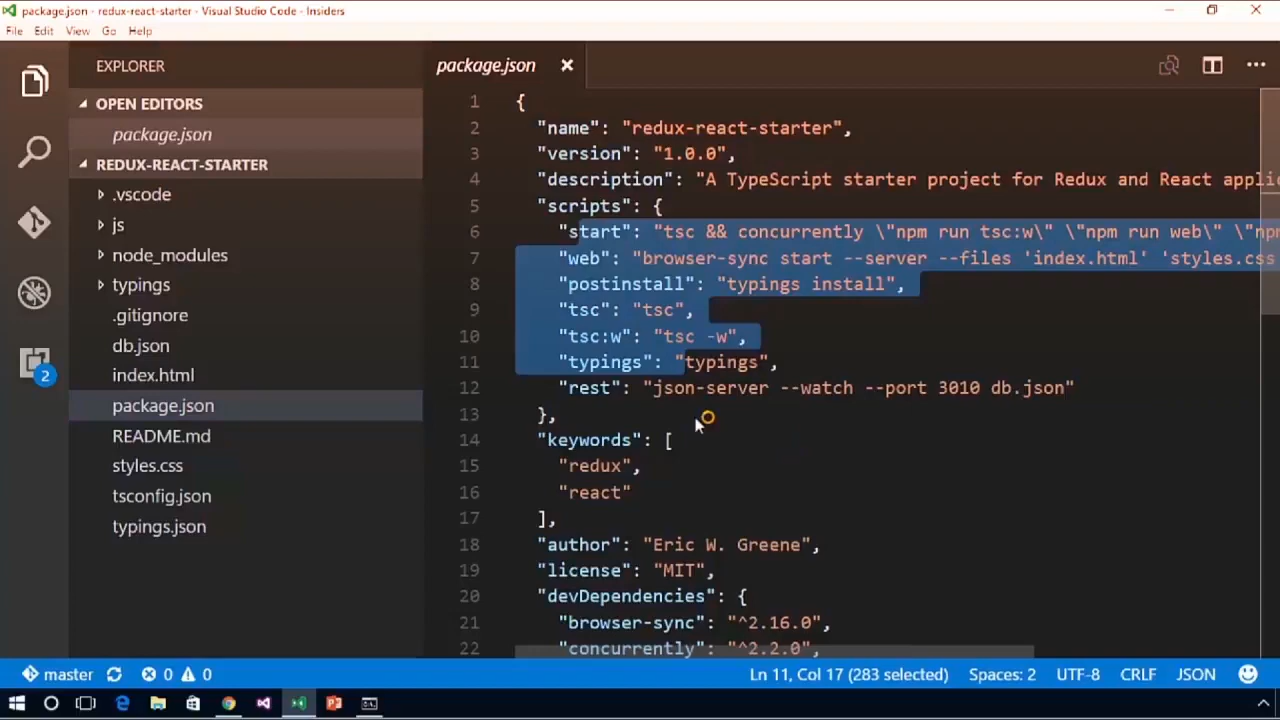 package.json - redux-react-starter - Visual Studio Code - Insiders
File Edit View Go Help
EXPLORER
OPEN EDITORS
package.json
REDUX-REACT-STARTER
.vscode
js
node_modules
typings
.gitignore
db.json
index.html
package.json
README.md
styles.css
tsconfig.json
typings.json
2
package.json
1 {
2 "name": "redux-react-starter",
3 "version": "1.0.0",
4 "description": "A TypeScript starter project for Redux and React appli
5 "scripts": {
6 "start": "tsc && concurrently \"npm run tsc:w\" \"npm run web\" \"np
7 "web": "browser-sync start --server --files 'index.html' 'styles.css
8 "postinstall": "typings install",
9 "tsc": "tsc",
10 "tsc:w": "tsc -w",
11 "typings": "typings",
12 "rest": "json-server --watch --port 3010 db.json"
13 },
14 "keywords": [
15 "redux",
16 "react"
17 ],
18 "author": "Eric W. Greene",
19 "license": "MIT",
20 "devDependencies": {
21 "browser-sync": "^2.16.0",
22 "concurrently": "^2.2.0",
master 0 0 Ln 11, Col 17 (283 selected) Spaces: 2 UTF-8 CRLF JSON